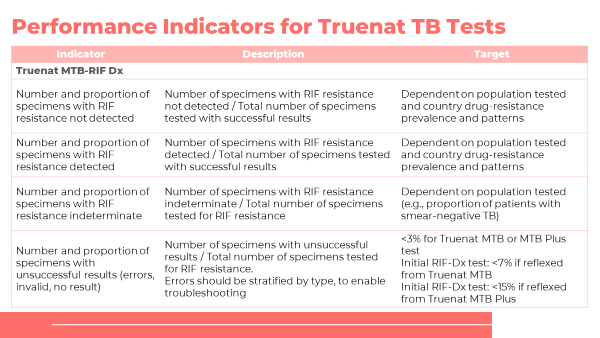 Performance Indicators for Truenat TB Tests
Indicator Description Target
Truenat MTB-RIF Dx
Number and proportion of
specimens with RIF
resistance not detected
Number of specimens with RIF resistance
not detected / Total number of specimens
tested with successful results
Dependent on population tested
and country drug-resistance
prevalence and patterns
Number and proportion of
specimens with RIF
resistance detected
Number of specimens with RIF resistance
detected / Total number of specimens tested
with successful results
Dependent on population tested
and country drug-resistance
prevalence and patterns
Number and proportion of
specimens with RIF
resistance indeterminate
Number of specimens with RIF resistance
indeterminate / Total number of specimens
tested for RIF resistance
Dependent on population tested
(e.g., proportion of patients with
smear-negative TB)
Number and proportion of
specimens with
unsuccessful results (errors,
invalid, no result)
Number of specimens with unsuccessful
results / Total number of specimens tested
for RIF resistance.
Errors should be stratified by type, to enable
troubleshooting
<3% for Truenat MTB or MTB Plus
test
Initial RIF-Dx test: <7% if reflexed
from Truenat MTB
Initial RIF-Dx test: <15% if reflexed
from Truenat MTB Plus